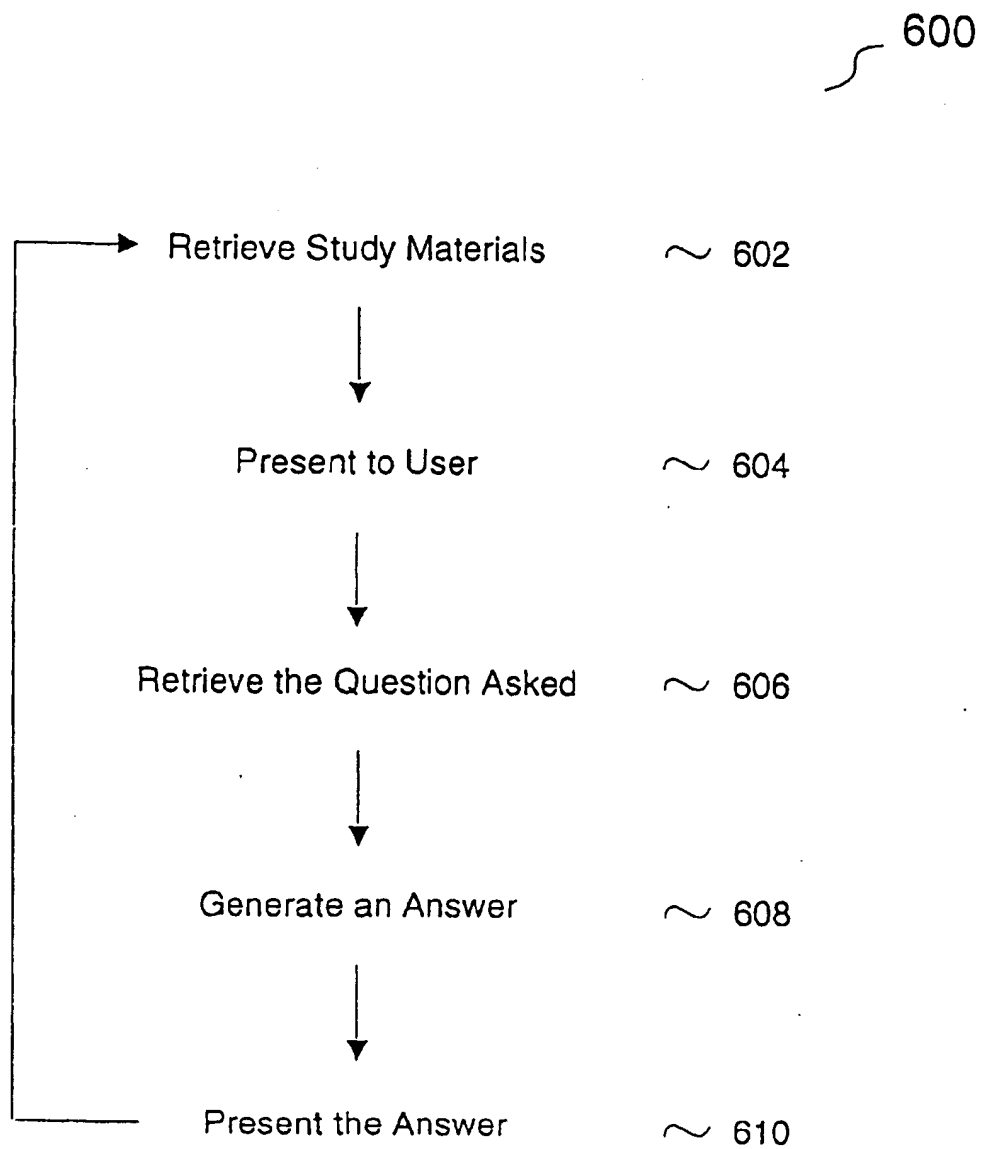 600
Retrieve Study Materials 602
Present to User 604
Retrieve the Question Asked 606
Generate an Answer 608
Present the Answer 610